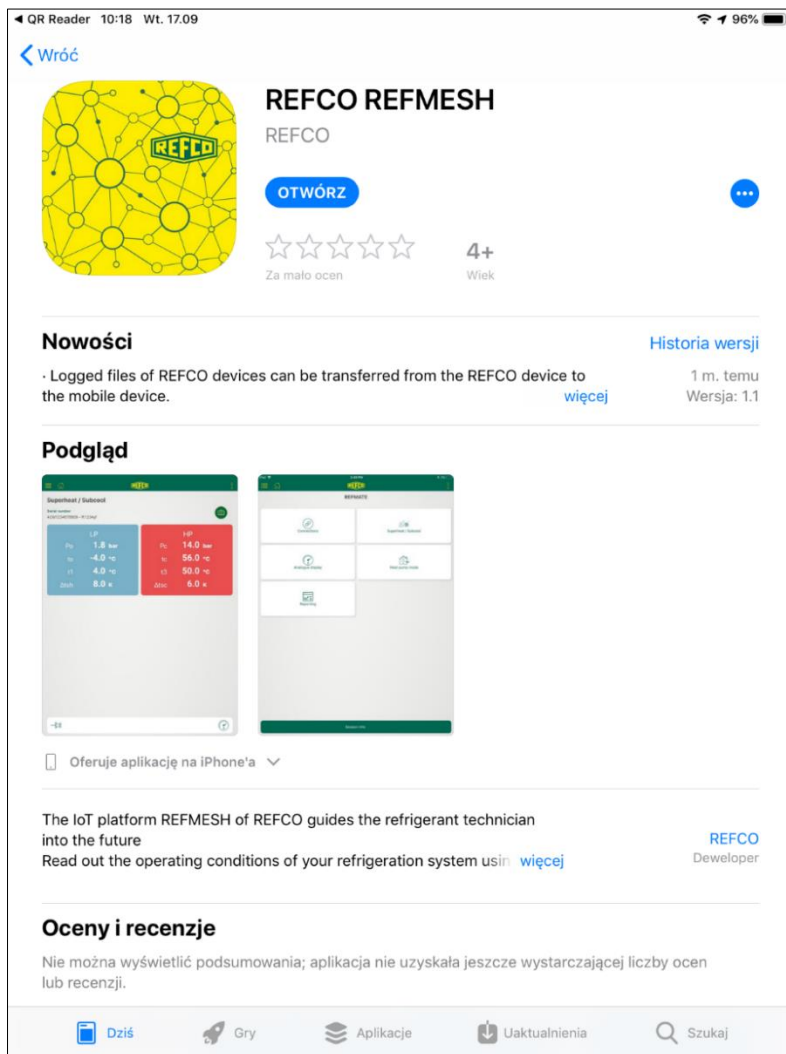 QR Reader 10:18 Wt. 17.09 96%
Wróć
REFCO
REFCO REFMESH
REFCO
OTWÓRZ
Za mało ocen
4+
Wiek
Nowości
Historia wersji
· Logged files of REFCO devices can be transferred from the REFCO device to
the mobile device.
więcej
1 m. temu
Wersja: 1.1
Podgląd
REFCO
Superheat / Subcool
LP
Po 1.8 bar
to -4.0 °C
t1 4.0 °C
Δtsh 8.0 K
HP
Pc 14.0 bar
tc 56.0 °C
t3 50.0 °C
Δtsc 6.0 K
REFCO
REFMATE
Superheat / Subcool
Reporting
Oferuje aplikację na iPhone'a
The IoT platform REFMESH of REFCO guides the refrigerant technician
into the future
Read out the operating conditions of your refrigeration system usin więcej
REFCO
Deweloper
Oceny i recenzje
Nie można wyświetlić podsumowania; aplikacja nie uzyskała jeszcze wystarczającej liczby ocen
lub recenzji.
Dziś
Gry
Aplikacje
Uaktualnienia
Szukaj